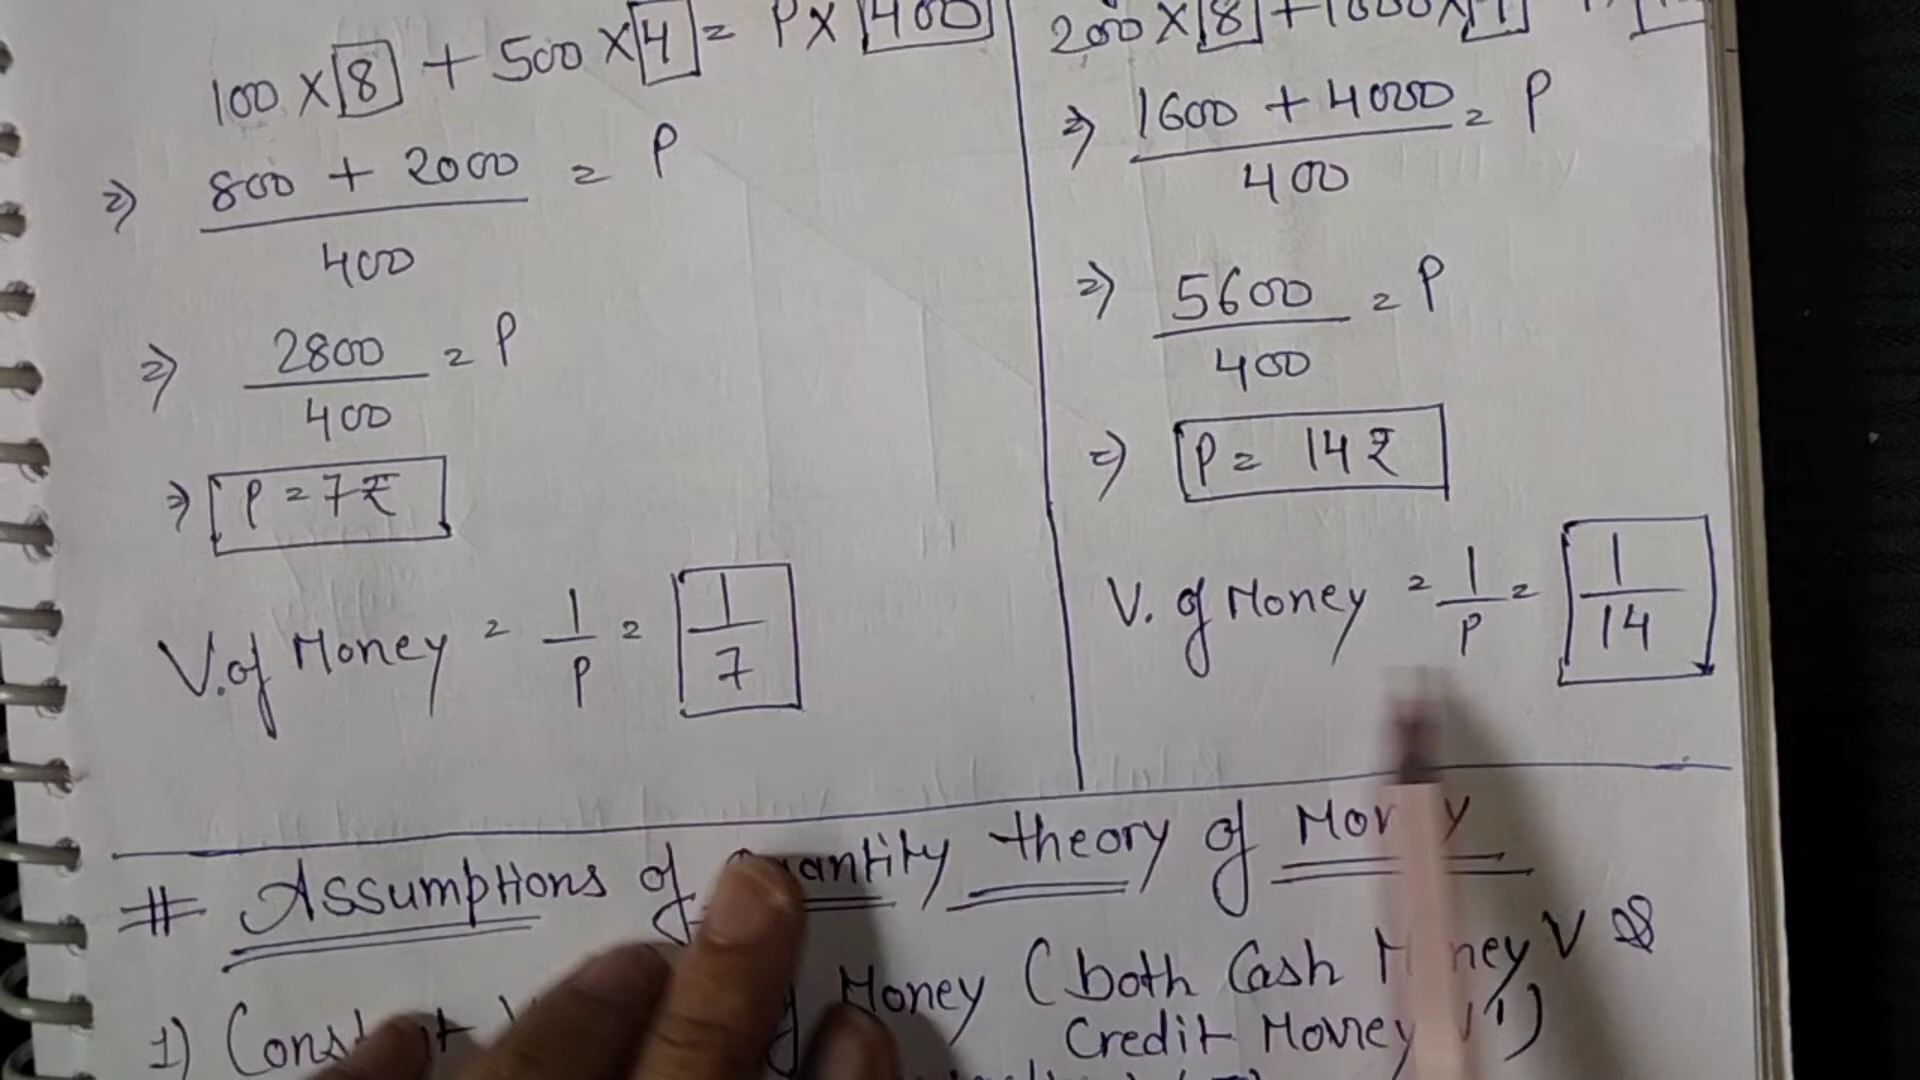 100 × 8 + 500 × 4 = P × 400
⇒ 800 + 2000 = P
400
⇒ 2800 = P
400
⇒ P = 7₹
V. of Money = 1/P = 1/7
200 × 8 + 1000 ×
⇒ 1600 + 4000 = P
400
⇒ 5600 = P
400
⇒ P = 14₹
V. of Money = 1/P = 1/14
# Assumptions of theory of
1) Money (both Cash V &
Credit Money